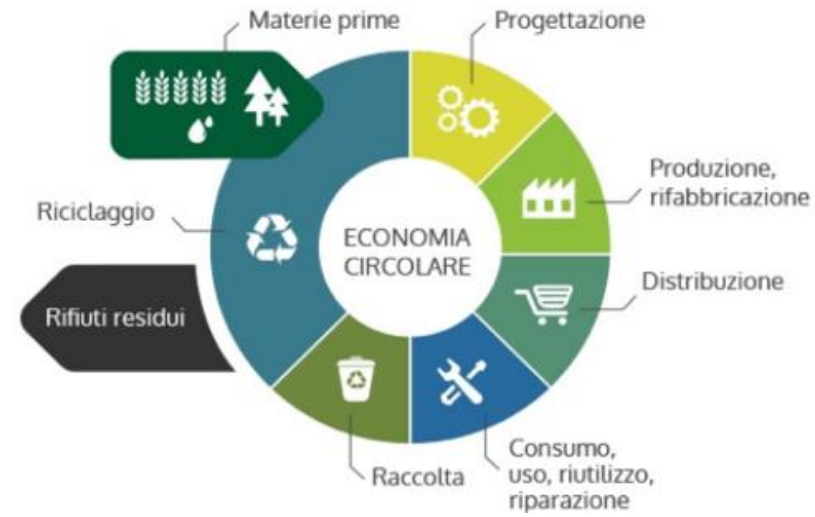 Materie prime
Progettazione
Produzione,
rifabbricazione
Riciclaggio
ECONOMIA
CIRCOLARE
Distribuzione
Rifiuti residui
Consumo,
uso, riutilizzo,
riparazione
Raccolta